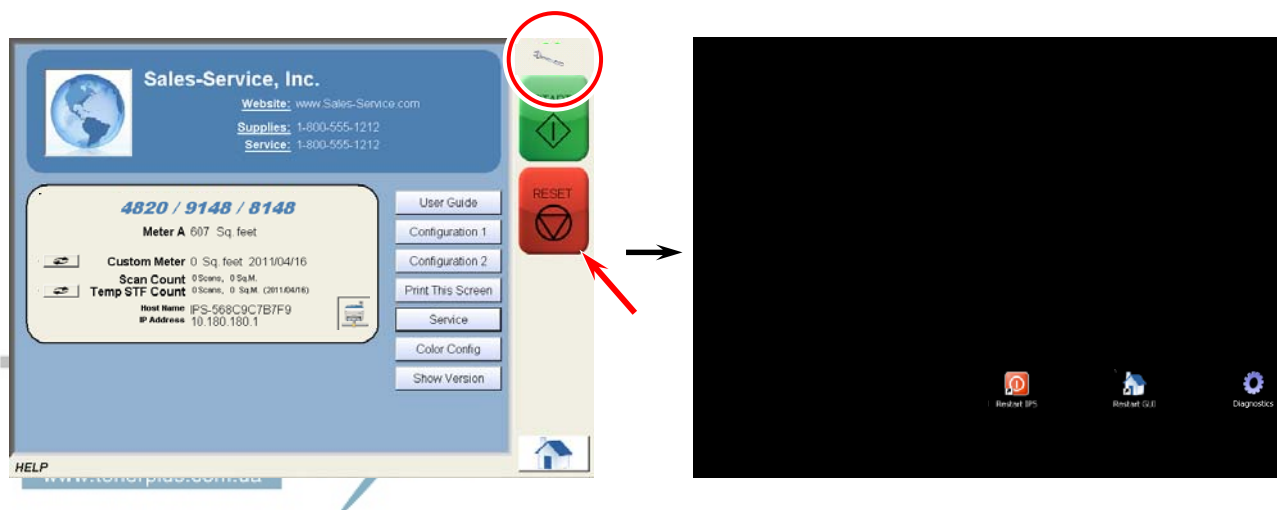 Sales-Service, Inc.
Website: www.Sales-Service.com
Supplies: 1-800-555-1212
Service: 1-800-555-1212
START
RESET
4820 / 9148 / 8148
Meter A 607 Sq. feet
Custom Meter 0 Sq. feet 2011/04/16
Scan Count 0 Scans, 0 Sq.M.
Temp STF Count 0 Scans, 0 Sq.M. (2011/04/16)
Host Name IPS-568C9C7B7F9
IP Address 10.180.180.1
User Guide
Configuration 1
Configuration 2
Print This Screen
Service
Color Config
Show Version
HELP
www.tonerplus.com.ua
Restart IPS
Restart GUI
Diagnostics